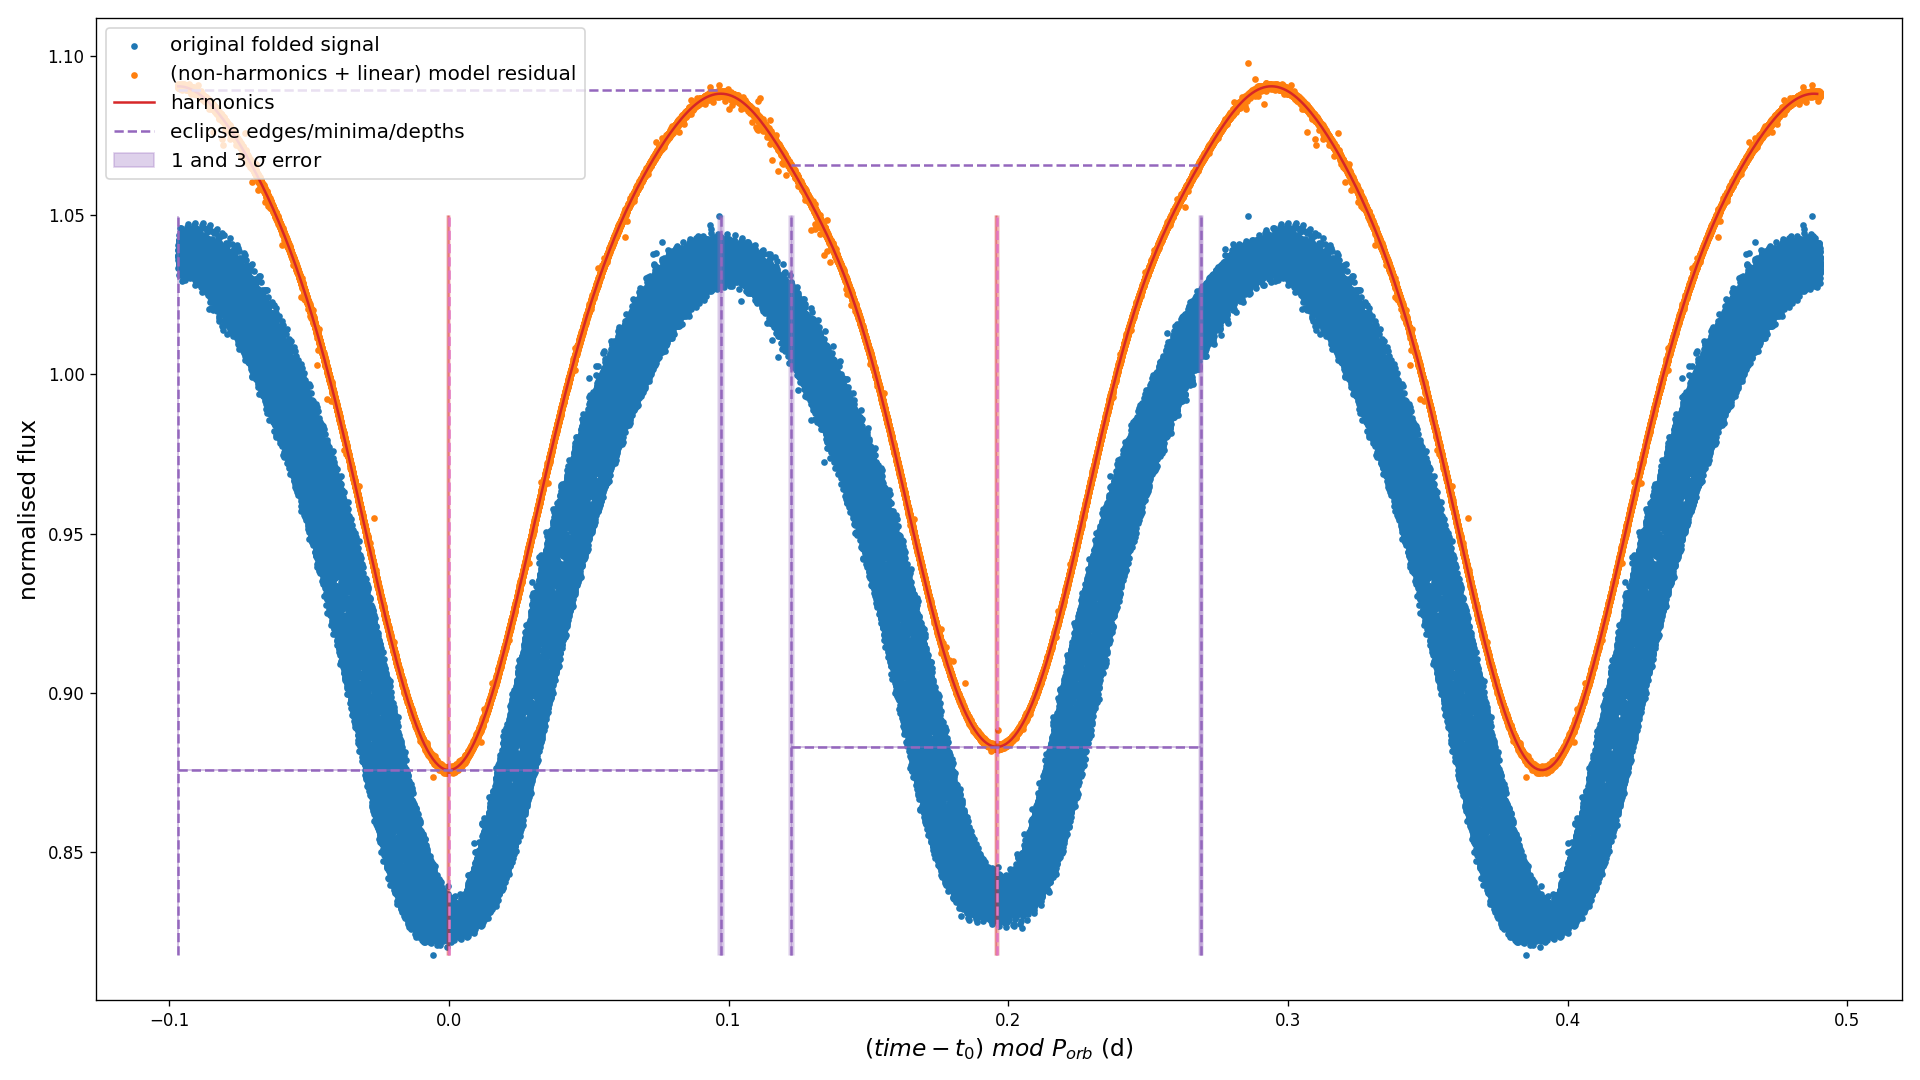 original folded signal
(non-harmonics + linear) model residual
harmonics
eclipse edges/minima/depths
1 and 3 σ error
1.10
1.05
1.00
0.95
0.90
0.85
normalised flux
−0.1 0.0 0.1 0.2 0.3 0.4 0.5
(time − t₀) mod P_orb (d)